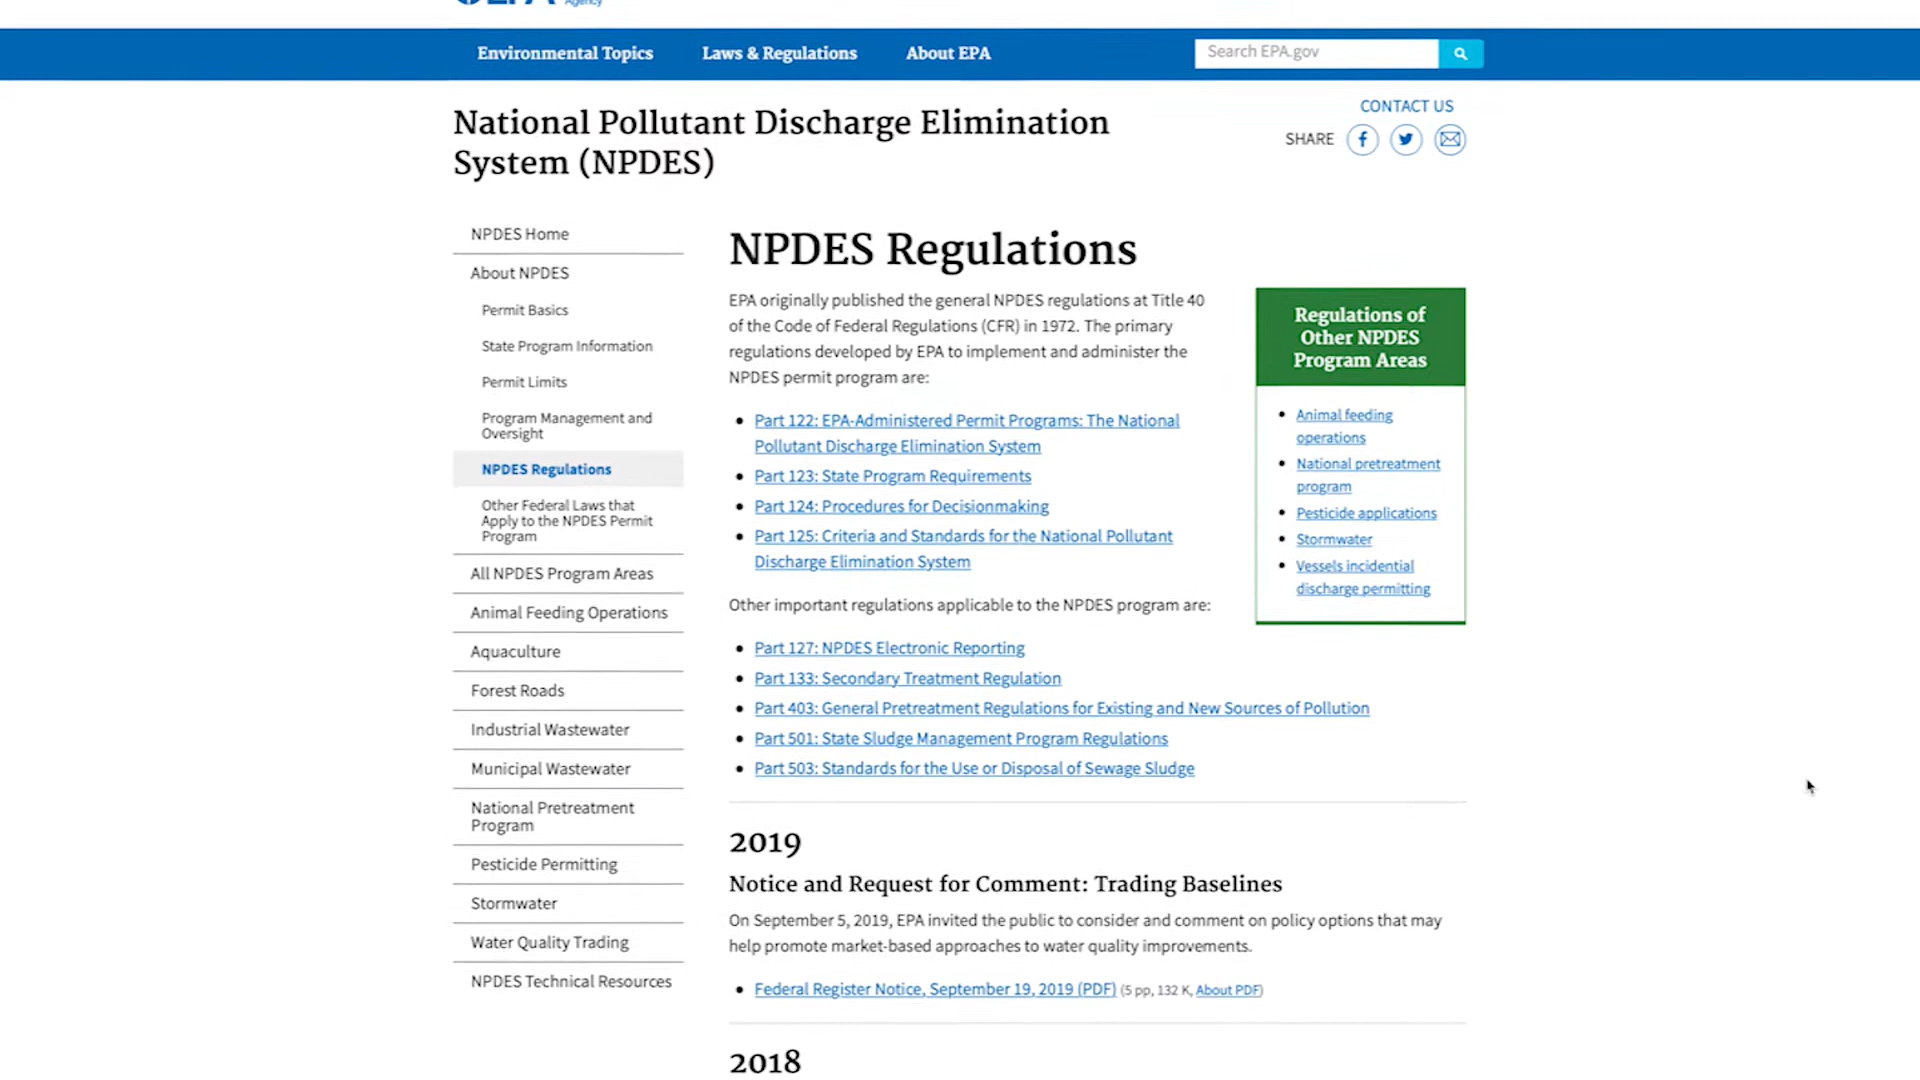 EPA Agency
Environmental Topics Laws & Regulations About EPA Search EPA.gov
National Pollutant Discharge Elimination
System (NPDES)
CONTACT US
SHARE
NPDES Home
About NPDES
Permit Basics
State Program Information
Permit Limits
Program Management and
Oversight
NPDES Regulations
Other Federal Laws that
Apply to the NPDES Permit
Program
All NPDES Program Areas
Animal Feeding Operations
Aquaculture
Forest Roads
Industrial Wastewater
Municipal Wastewater
National Pretreatment
Program
Pesticide Permitting
Stormwater
Water Quality Trading
NPDES Technical Resources
NPDES Regulations
EPA originally published the general NPDES regulations at Title 40
of the Code of Federal Regulations (CFR) in 1972. The primary
regulations developed by EPA to implement and administer the
NPDES permit program are:
• Part 122: EPA-Administered Permit Programs: The National
Pollutant Discharge Elimination System
• Part 123: State Program Requirements
• Part 124: Procedures for Decisionmaking
• Part 125: Criteria and Standards for the National Pollutant
Discharge Elimination System
Other important regulations applicable to the NPDES program are:
• Part 127: NPDES Electronic Reporting
• Part 133: Secondary Treatment Regulation
• Part 403: General Pretreatment Regulations for Existing and New Sources of Pollution
• Part 501: State Sludge Management Program Regulations
• Part 503: Standards for the Use or Disposal of Sewage Sludge
Regulations of
Other NPDES
Program Areas
• Animal feeding
operations
• National pretreatment
program
• Pesticide applications
• Stormwater
• Vessels incidential
discharge permitting
2019
Notice and Request for Comment: Trading Baselines
On September 5, 2019, EPA invited the public to consider and comment on policy options that may
help promote market-based approaches to water quality improvements.
• Federal Register Notice, September 19, 2019 (PDF) (5 pp, 132 K, About PDF)
2018